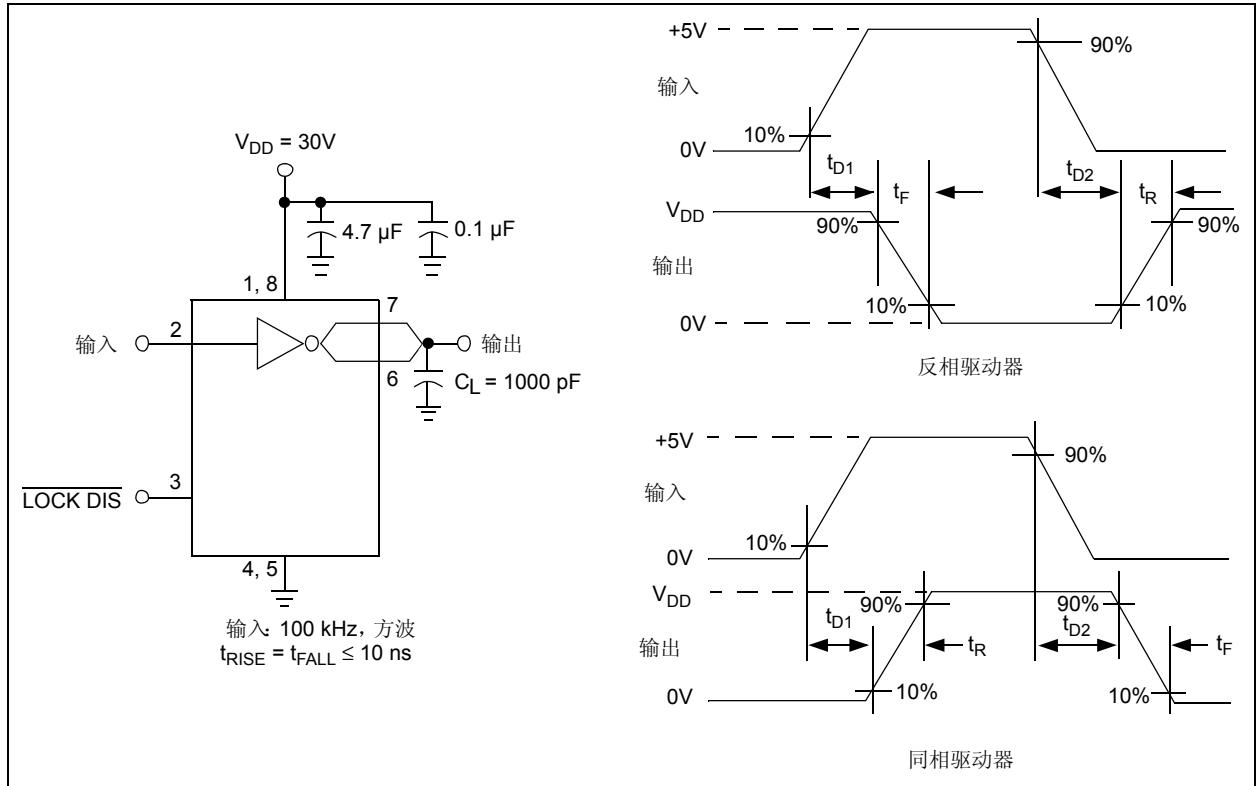 V_DD = 30V
4.7 µF
0.1 µF
1, 8
2
输入
7
6
输出
C_L = 1000 pF
3
LOCK DIS
4, 5
输入: 100 kHz, 方波
t_RISE = t_FALL ≤ 10 ns
+5V
90%
输入
10%
0V
t_D1
t_D2
t_F
t_R
V_DD
90%
90%
输出
10%
10%
0V
反相驱动器
+5V
90%
输入
10%
0V
V_DD
90%
90%
t_D1
t_D2
输出
t_R
t_F
0V
10%
10%
同相驱动器